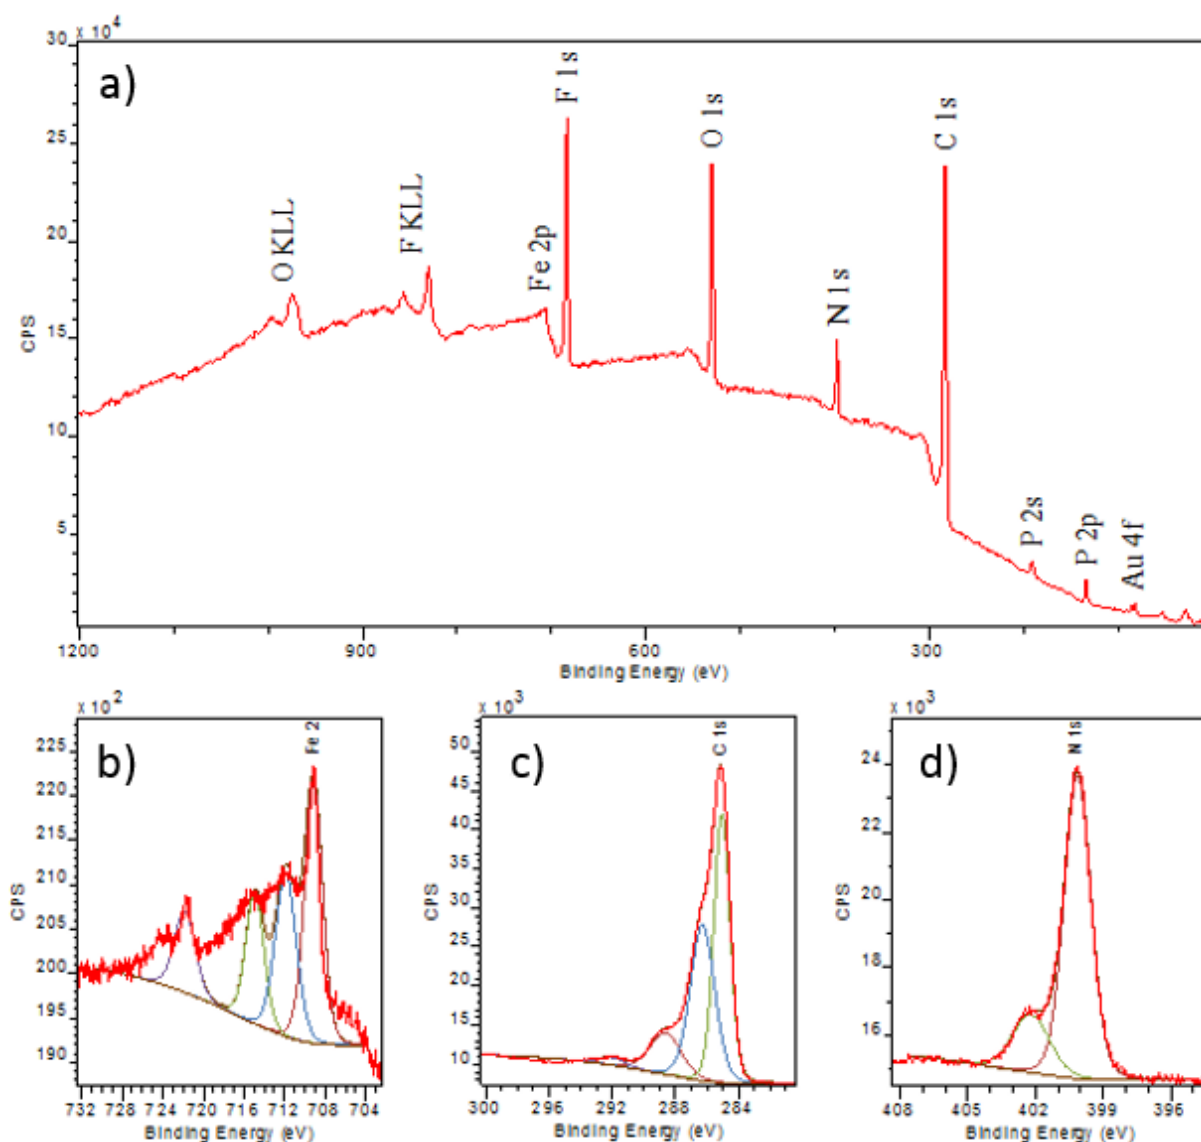 x 10⁴
30
25
20
15
10
5
CPS
a)
O KLL
F KLL
Fe 2p
F 1s
O 1s
N 1s
C 1s
P 2s
P 2p
Au 4f
1200 900 600 300
Binding Energy (eV)
x 10²
225
220
215
210
205
200
195
190
CPS
b)
Fe 2
732 728 724 720 716 712 708 704
Binding Energy (eV)
x 10³
50
45
40
35
30
25
20
15
10
CPS
c)
C 1s
300 296 292 288 284
Binding Energy (eV)
x 10³
24
22
20
18
16
CPS
d)
N 1s
408 405 402 399 396
Binding Energy (eV)